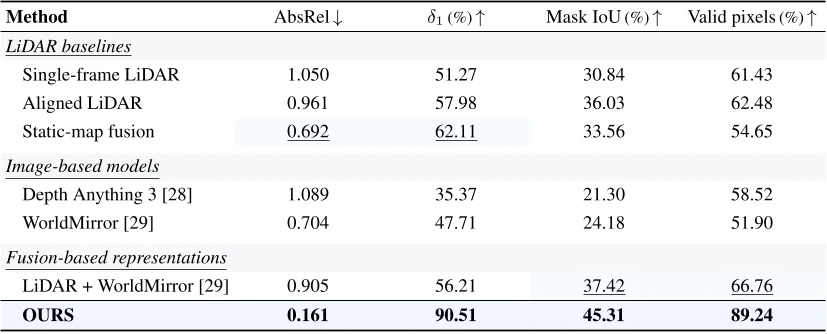 Method AbsRel↓ δ₁ (%)↑ Mask IoU (%)↑ Valid pixels (%)↑
LiDAR baselines
Single-frame LiDAR 1.050 51.27 30.84 61.43
Aligned LiDAR 0.961 57.98 36.03 62.48
Static-map fusion 0.692 62.11 33.56 54.65
Image-based models
Depth Anything 3 [28] 1.089 35.37 21.30 58.52
WorldMirror [29] 0.704 47.71 24.18 51.90
Fusion-based representations
LiDAR + WorldMirror [29] 0.905 56.21 37.42 66.76
OURS 0.161 90.51 45.31 89.24